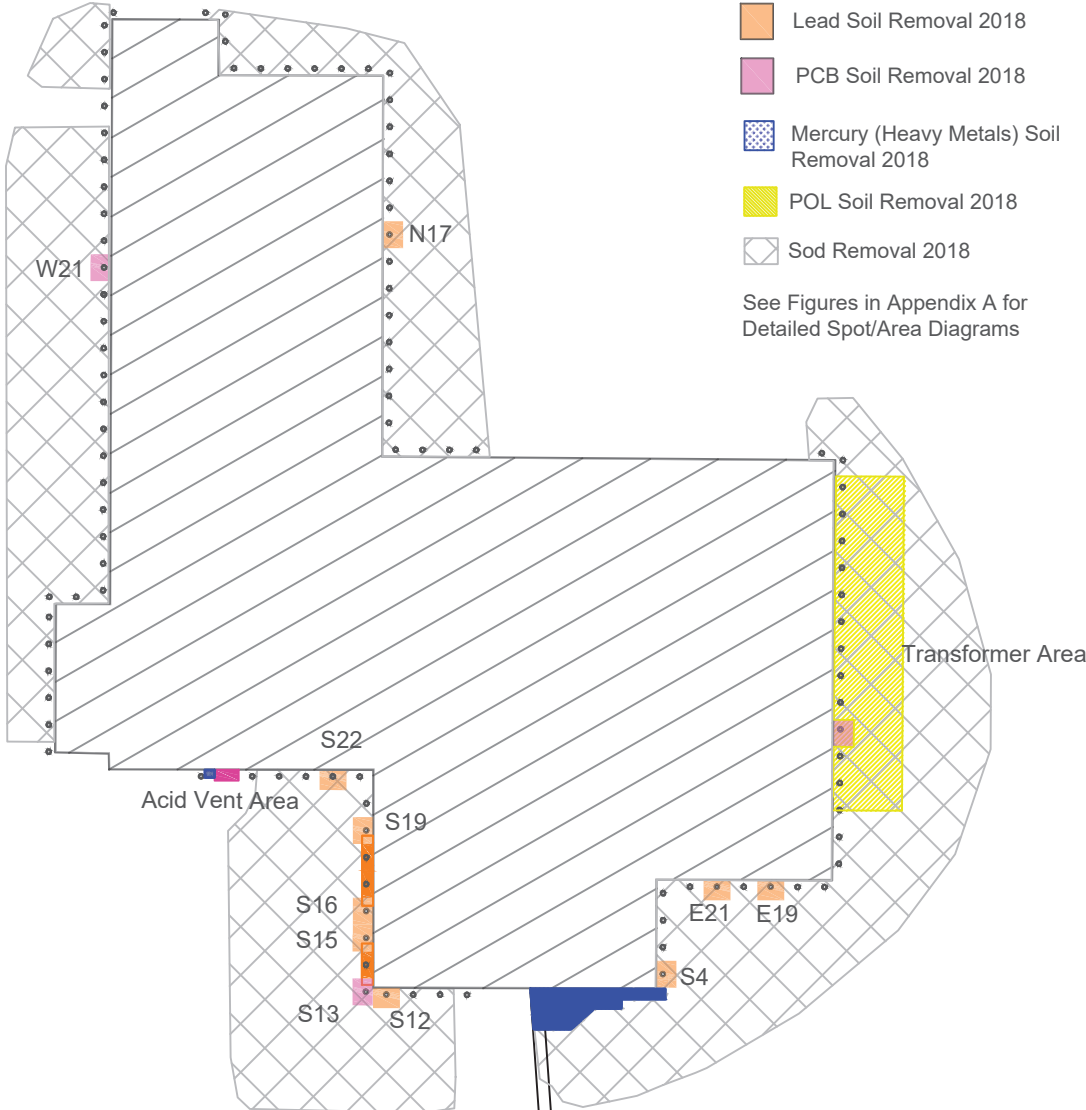 Lead Soil Removal 2018
PCB Soil Removal 2018
Mercury (Heavy Metals) Soil
Removal 2018
POL Soil Removal 2018
Sod Removal 2018
See Figures in Appendix A for
Detailed Spot/Area Diagrams
N17
W21
Transformer Area
S22
Acid Vent Area
S19
S16
S15
E21
E19
S4
S13
S12